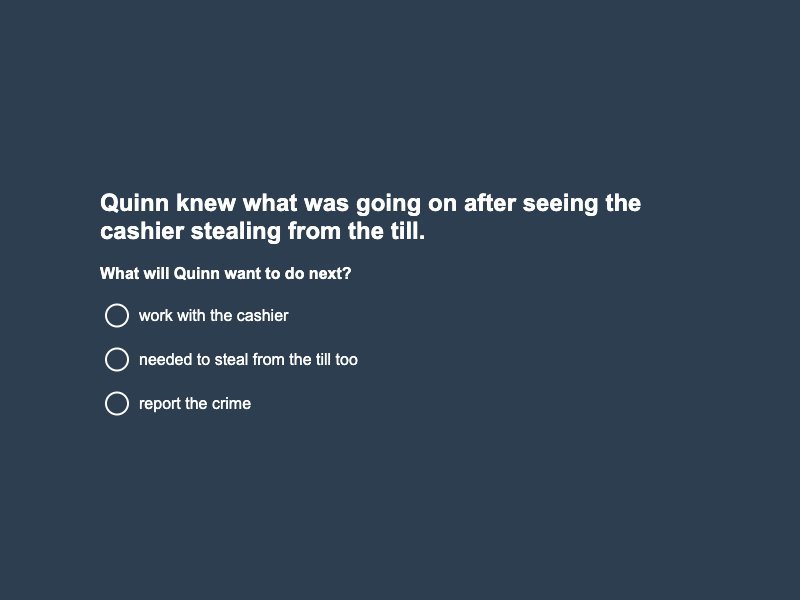 Quinn knew what was going on after seeing the
cashier stealing from the till.
What will Quinn want to do next?
work with the cashier
needed to steal from the till too
report the crime